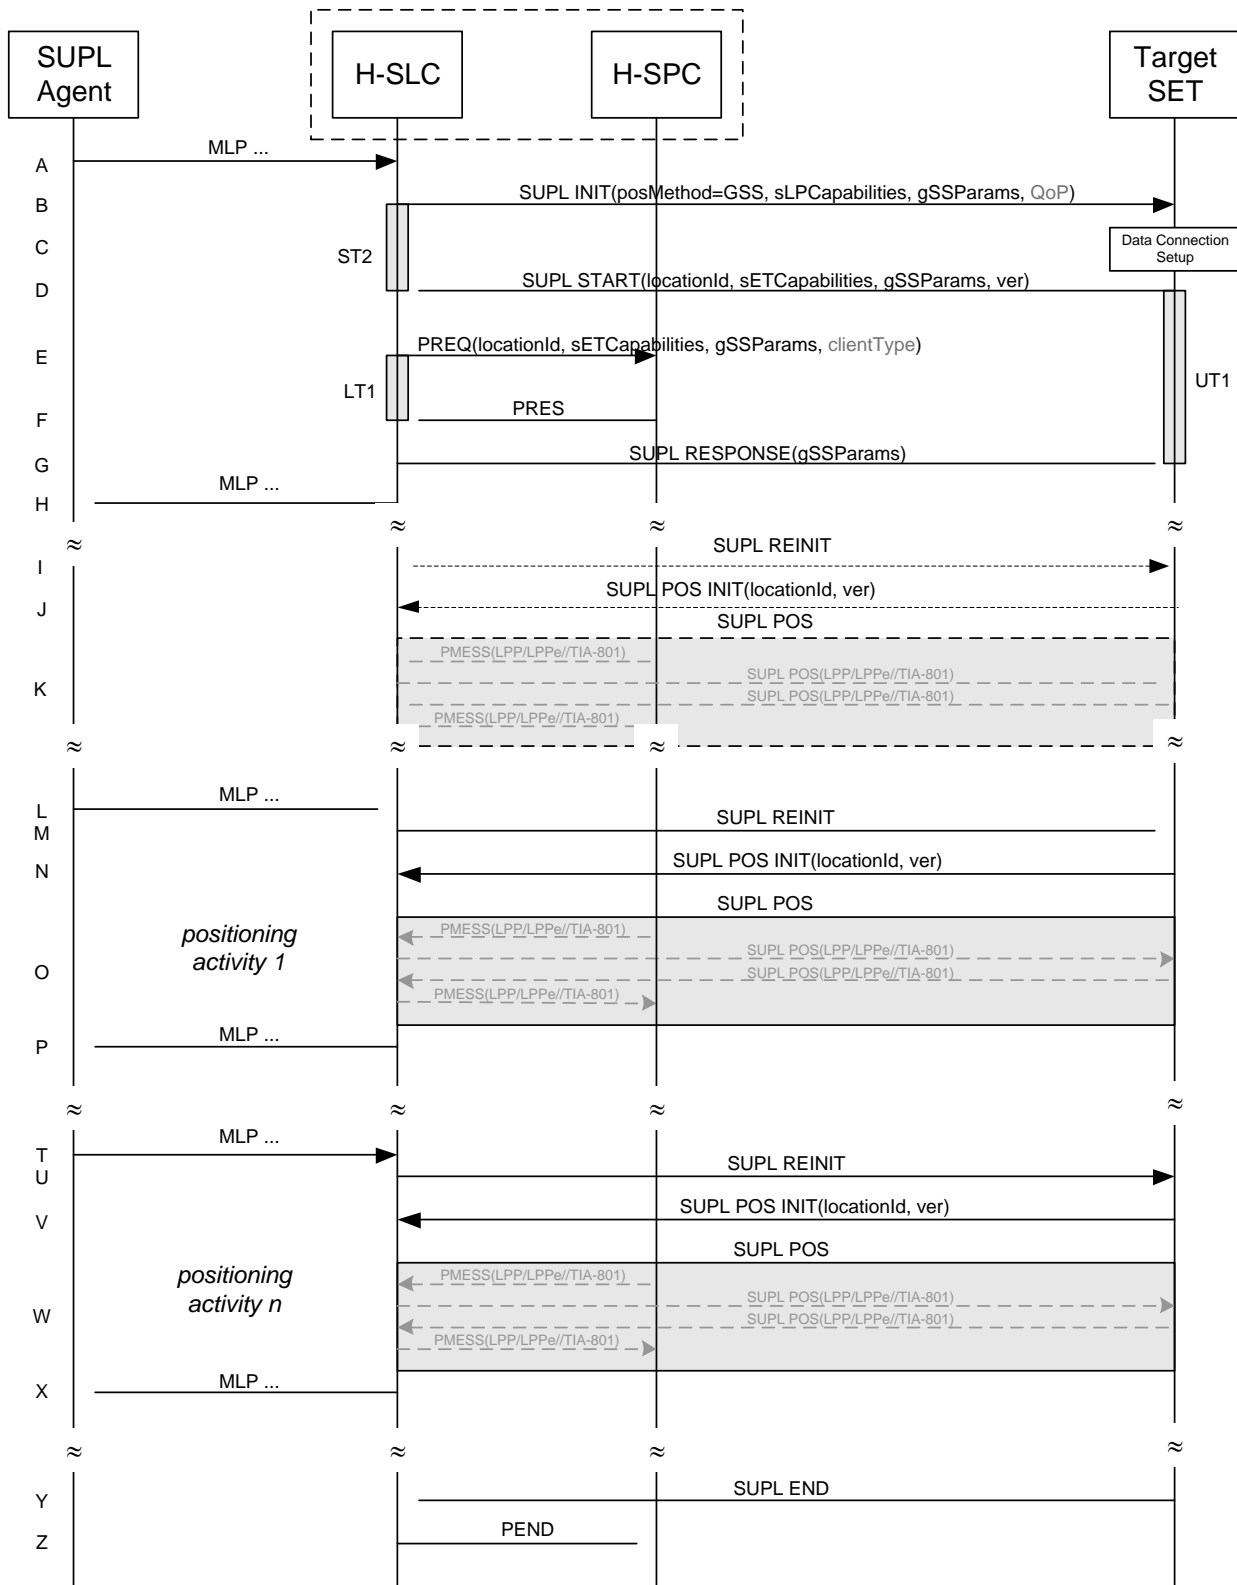 SUPL
Agent
H-SLC
H-SPC
Target
SET
A
MLP ...
B
SUPL INIT(posMethod=GSS, sLPCapabilities, gSSParams, QoP)
C
ST2
Data Connection
Setup
D
SUPL START(locationId, sETCapabilities, gSSParams, ver)
E
PREQ(locationId, sETCapabilities, gSSParams, clientType)
LT1
UT1
F
PRES
G
SUPL RESPONSE(gSSParams)
H
MLP ...
≈ ≈ ≈ ≈
I
SUPL REINIT
J
SUPL POS INIT(locationId, ver)
SUPL POS
PMESS(LPP/LPPe//TIA-801)
SUPL POS(LPP/LPPe//TIA-801)
K
SUPL POS(LPP/LPPe//TIA-801)
PMESS(LPP/LPPe//TIA-801)
≈ ≈ ≈ ≈
L
MLP ...
M
SUPL REINIT
N
SUPL POS INIT(locationId, ver)
SUPL POS
positioning
activity 1
PMESS(LPP/LPPe//TIA-801)
SUPL POS(LPP/LPPe//TIA-801)
O
SUPL POS(LPP/LPPe//TIA-801)
PMESS(LPP/LPPe//TIA-801)
P
MLP ...
≈ ≈ ≈ ≈
T
MLP ...
U
SUPL REINIT
V
SUPL POS INIT(locationId, ver)
SUPL POS
positioning
activity n
PMESS(LPP/LPPe//TIA-801)
SUPL POS(LPP/LPPe//TIA-801)
W
SUPL POS(LPP/LPPe//TIA-801)
PMESS(LPP/LPPe//TIA-801)
X
MLP ...
≈ ≈ ≈ ≈
Y
SUPL END
Z
PEND